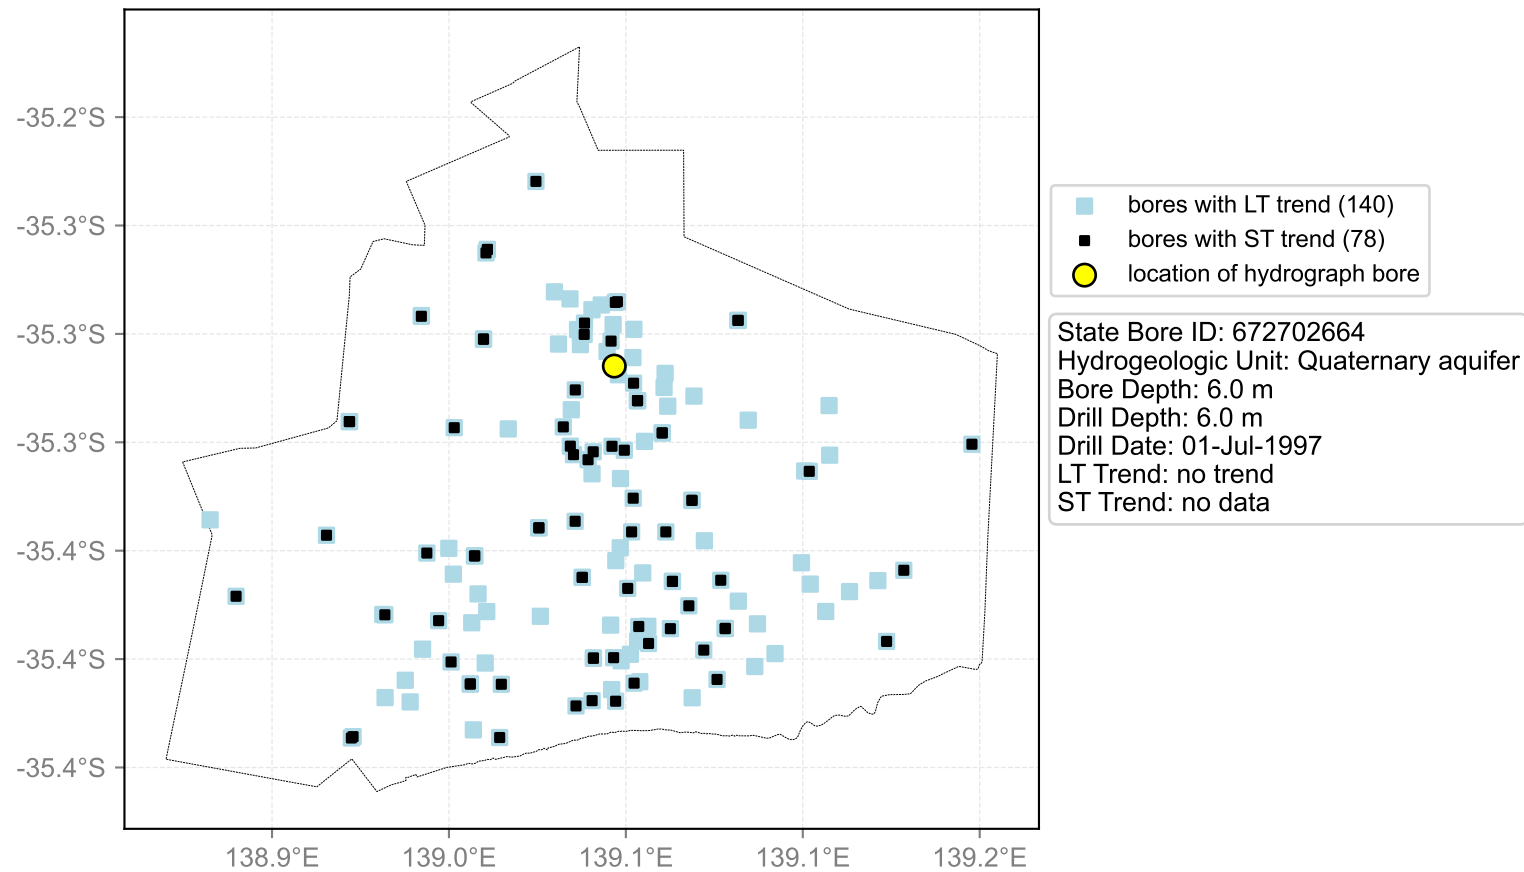 -35.2°S
-35.3°S
-35.3°S
-35.3°S
-35.4°S
-35.4°S
-35.4°S
138.9°E
139.0°E
139.1°E
139.1°E
139.2°E
bores with LT trend (140)
bores with ST trend (78)
location of hydrograph bore
State Bore ID: 672702664
Hydrogeologic Unit: Quaternary aquifer
Bore Depth: 6.0 m
Drill Depth: 6.0 m
Drill Date: 01-Jul-1997
LT Trend: no trend
ST Trend: no data